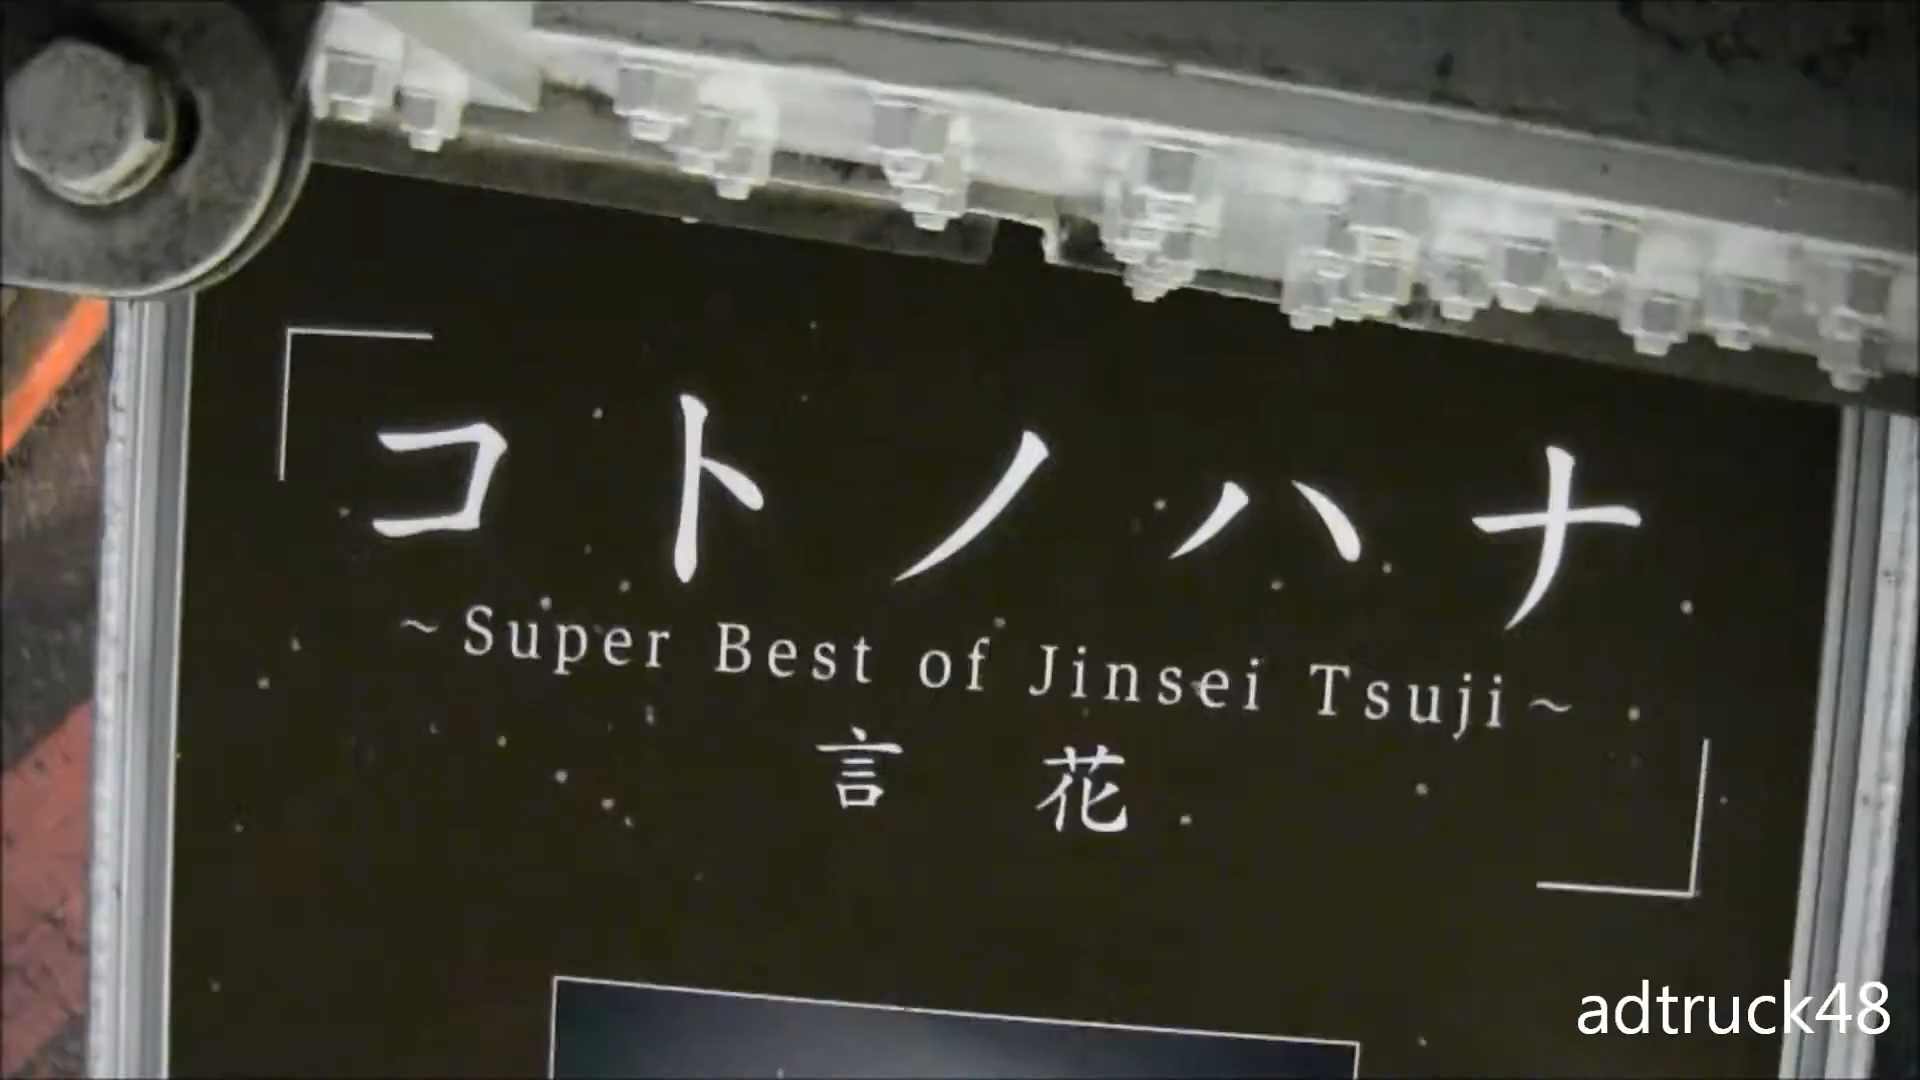 コトノハナ
~Super Best of Jinsei Tsuji~
言花
adtruck48